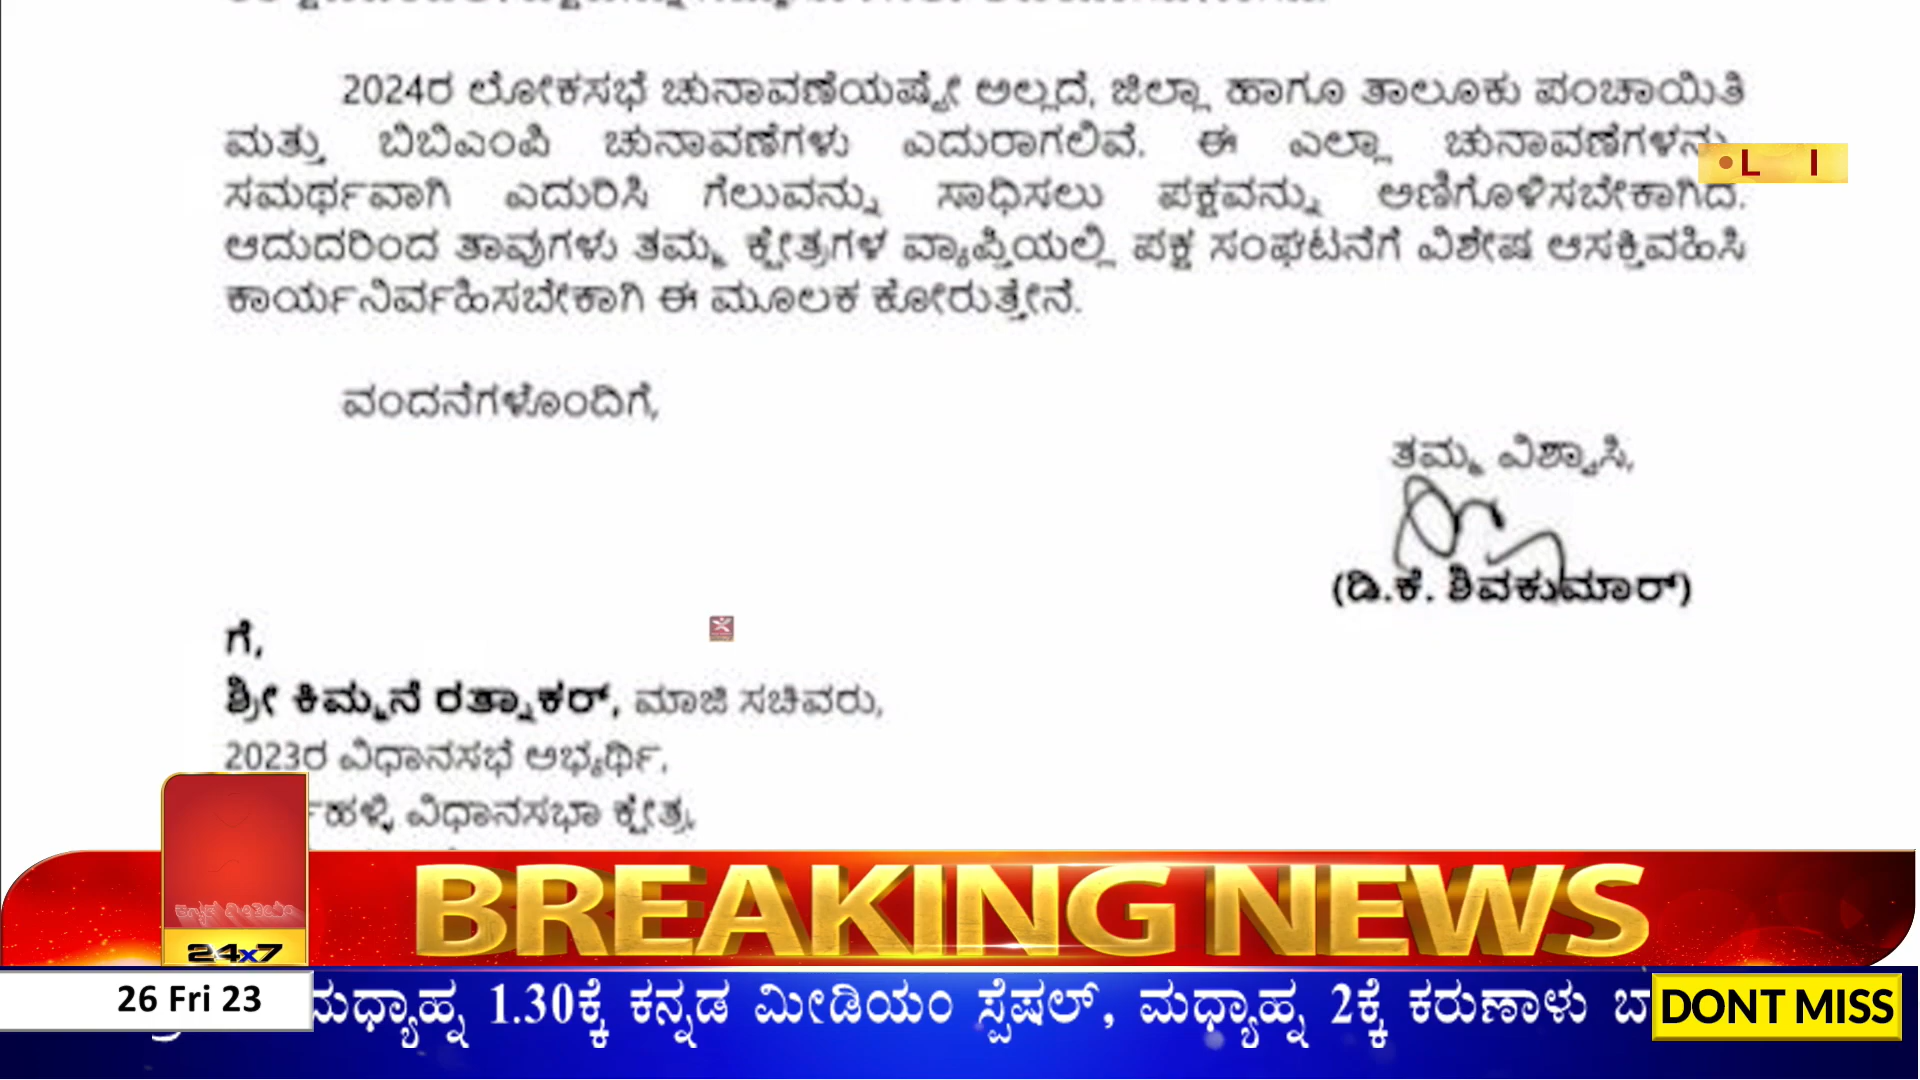 2024ರ ಲೋಕಸಭೆ ಚುನಾವಣೆಯಷ್ಟೇ ಅಲ್ಲದೆ, ಜಿಲ್ಲಾ ಹಾಗೂ ತಾಲೂಕು ಪಂಚಾಯಿತಿ
ಮತ್ತು ಬಿಬಿಎಂಪಿ ಚುನಾವಣೆಗಳು ಎದುರಾಗಲಿವೆ. ಈ ಎಲ್ಲಾ ಚುನಾವಣೆಗಳನ್ನು
L I
ಸಮರ್ಥವಾಗಿ ಎದುರಿಸಿ ಗೆಲುವನ್ನು ಸಾಧಿಸಲು ಪಕ್ಷವನ್ನು ಅಣಿಗೊಳಿಸಬೇಕಾಗಿದೆ.
ಆದುದರಿಂದ ತಾವುಗಳು ತಮ್ಮ ಕ್ಷೇತ್ರಗಳ ವ್ಯಾಪ್ತಿಯಲ್ಲಿ ಪಕ್ಷ ಸಂಘಟನೆಗೆ ವಿಶೇಷ ಆಸಕ್ತಿವಹಿಸಿ
ಕಾರ್ಯನಿರ್ವಹಿಸಬೇಕಾಗಿ ಈ ಮೂಲಕ ಕೋರುತ್ತೇನೆ.
ವಂದನೆಗಳೊಂದಿಗೆ,
ತಮ್ಮ ವಿಶ್ವಾಸಿ,
(ಡಿ.ಕೆ. ಶಿವಕುಮಾರ್)
ಗೆ,
ಶ್ರೀ ಕಿಮ್ಮನೆ ರತ್ನಾಕರ್, ಮಾಜಿ ಸಚಿವರು,
2023ರ ವಿಧಾನಸಭೆ ಅಭ್ಯರ್ಥಿ,
ವಿಧಾನಸಭಾ ಕ್ಷೇತ್ರ,
BREAKING NEWS
24x7
26 Fri 23
ಮಧ್ಯಾಹ್ನ 1.30ಕ್ಕೆ ಕನ್ನಡ ಮೀಡಿಯಂ ಸ್ಪೆಷಲ್, ಮಧ್ಯಾಹ್ನ 2ಕ್ಕೆ ಕರುಣಾಳು ಬಾ
DONT MISS